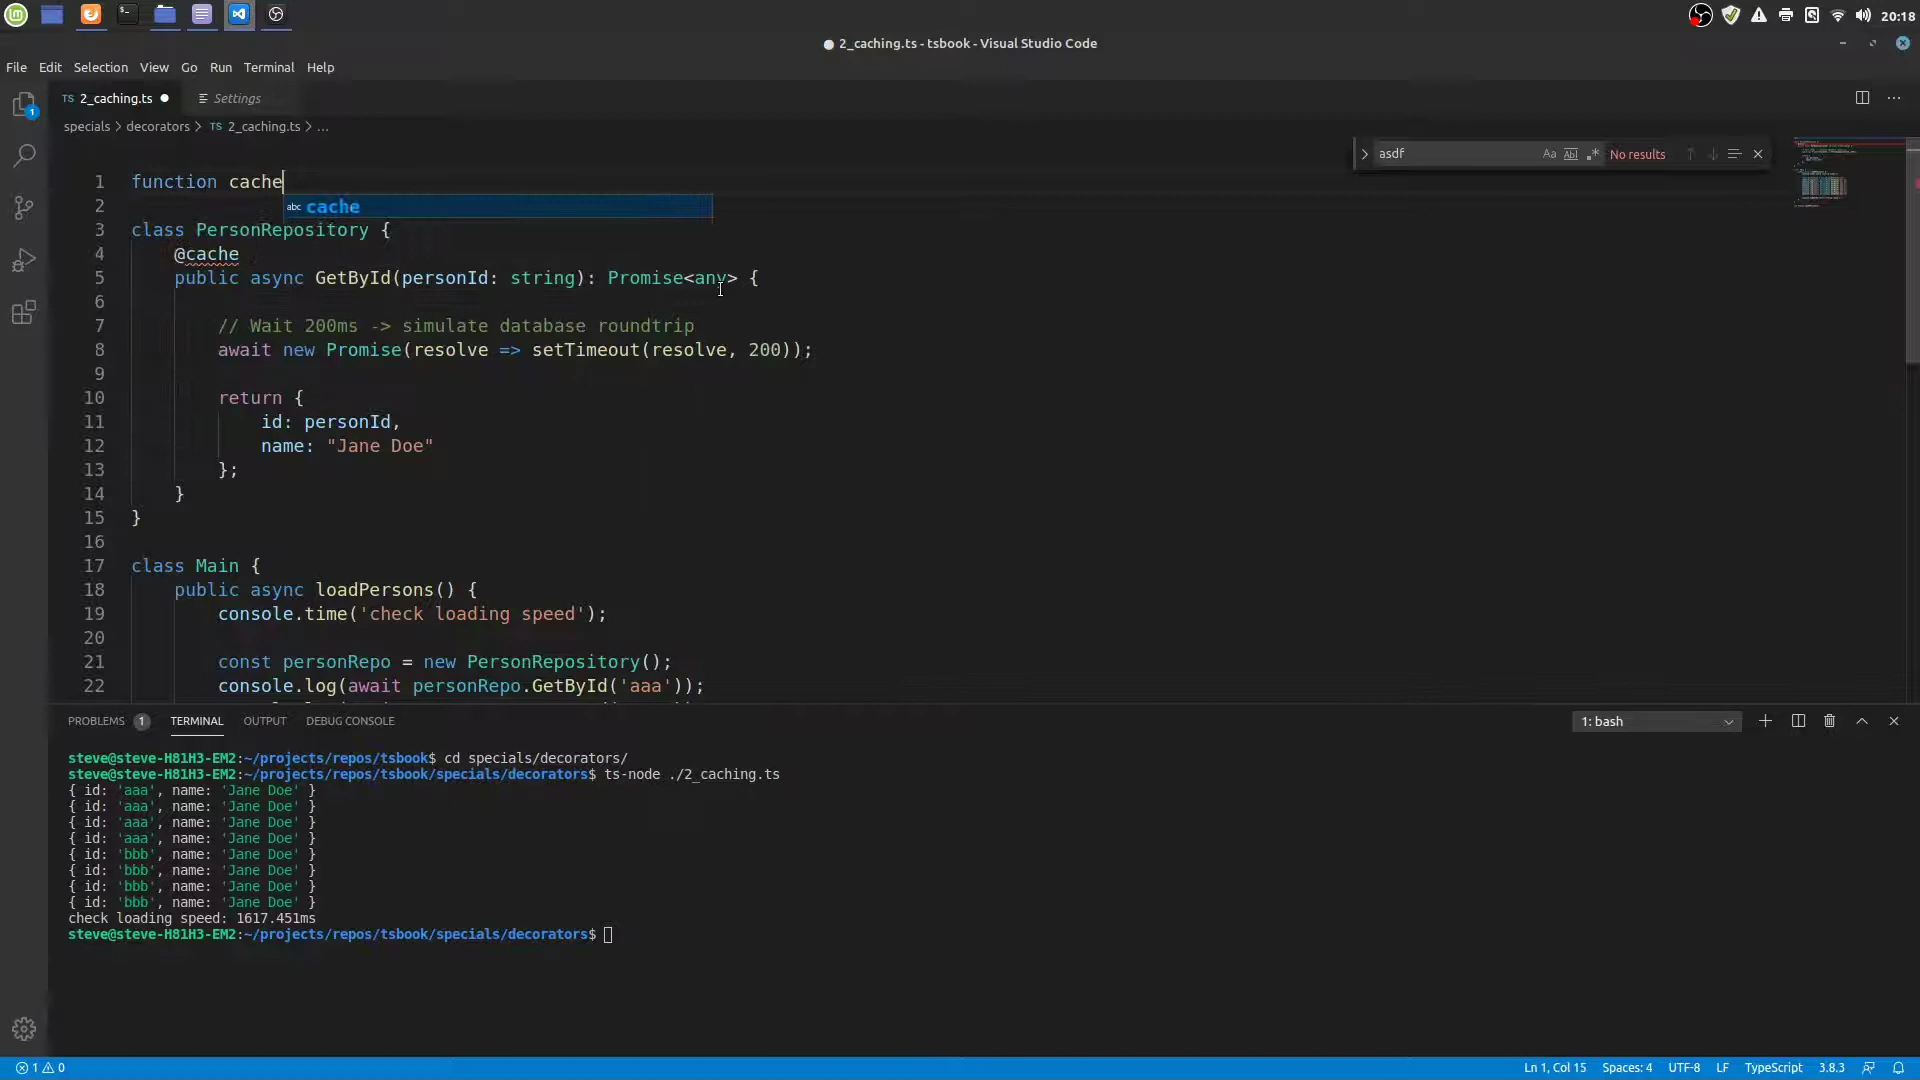 20:18
2_caching.ts - tsbook - Visual Studio Code
File Edit Selection View Go Run Terminal Help
TS 2_caching.ts Settings
specials > decorators > TS 2_caching.ts > ...
asdf Aa Abl .* No results
1 function cache
abc cache
2
3 class PersonRepository {
4 @cache
5 public async GetById(personId: string): Promise<any> {
6
7 // Wait 200ms -> simulate database roundtrip
8 await new Promise(resolve => setTimeout(resolve, 200));
9
10 return {
11 id: personId,
12 name: "Jane Doe"
13 };
14 }
15 }
16
17 class Main {
18 public async loadPersons() {
19 console.time('check loading speed');
20
21 const personRepo = new PersonRepository();
22 console.log(await personRepo.GetById('aaa'));
PROBLEMS 1 TERMINAL OUTPUT DEBUG CONSOLE 1: bash
steve@steve-H81H3-EM2:~/projects/repos/tsbook$ cd specials/decorators/
steve@steve-H81H3-EM2:~/projects/repos/tsbook/specials/decorators$ ts-node ./2_caching.ts
{ id: 'aaa', name: 'Jane Doe' }
{ id: 'aaa', name: 'Jane Doe' }
{ id: 'aaa', name: 'Jane Doe' }
{ id: 'aaa', name: 'Jane Doe' }
{ id: 'bbb', name: 'Jane Doe' }
{ id: 'bbb', name: 'Jane Doe' }
{ id: 'bbb', name: 'Jane Doe' }
{ id: 'bbb', name: 'Jane Doe' }
check loading speed: 1617.451ms
steve@steve-H81H3-EM2:~/projects/repos/tsbook/specials/decorators$
1 0 Ln 1, Col 15 Spaces: 4 UTF-8 LF TypeScript 3.8.3